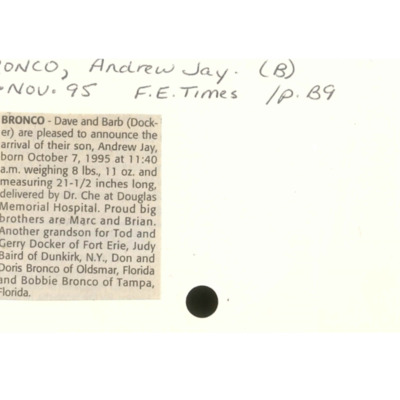 ONCO, Andrew Jay. (B)
Nov. 95 F.E. Times /p. B9
BRONCO - Dave and Barb (Dock-
er) are pleased to announce the
arrival of their son, Andrew Jay,
born October 7, 1995 at 11:40
a.m. weighing 8 lbs., 11 oz. and
measuring 21-1/2 inches long,
delivered by Dr. Che at Douglas
Memorial Hospital. Proud big
brothers are Marc and Brian.
Another grandson for Tod and
Gerry Docker of Fort Erie, Judy
Baird of Dunkirk, N.Y., Don and
Doris Bronco of Oldsmar, Florida
and Bobbie Bronco of Tampa,
Florida.